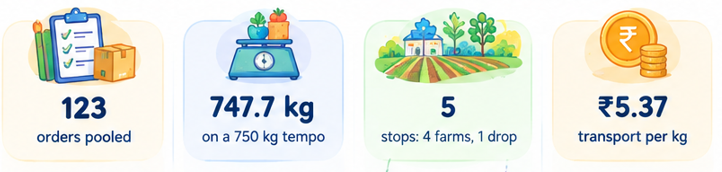 123
orders pooled
747.7 kg
on a 750 kg tempo
5
stops: 4 farms, 1 drop
₹
₹5.37
transport per kg